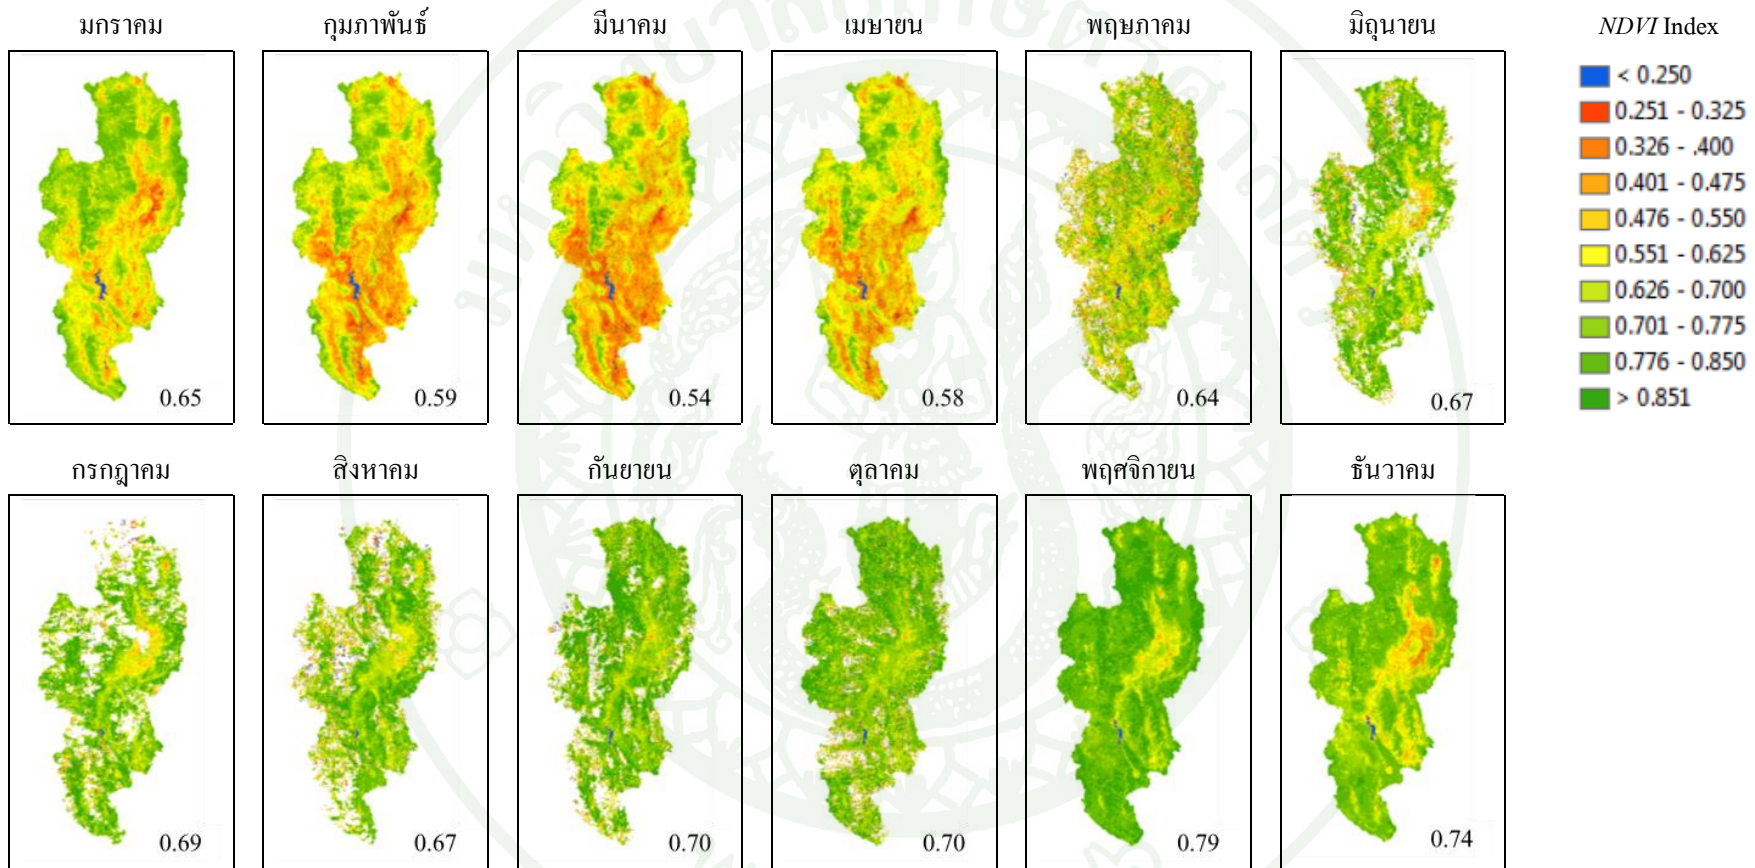 มกราคม กุมภาพันธ์ มีนาคม เมษายน พฤษภาคม มิถุนายน NDVI Index
< 0.250
0.251 - 0.325
0.326 - .400
0.401 - 0.475
0.476 - 0.550
0.551 - 0.625
0.626 - 0.700
0.701 - 0.775
0.776 - 0.850
> 0.851
0.65 0.59 0.54 0.58 0.64 0.67
กรกฎาคม สิงหาคม กันยายน ตุลาคม พฤศจิกายน ธันวาคม
0.69 0.67 0.70 0.70 0.79 0.74